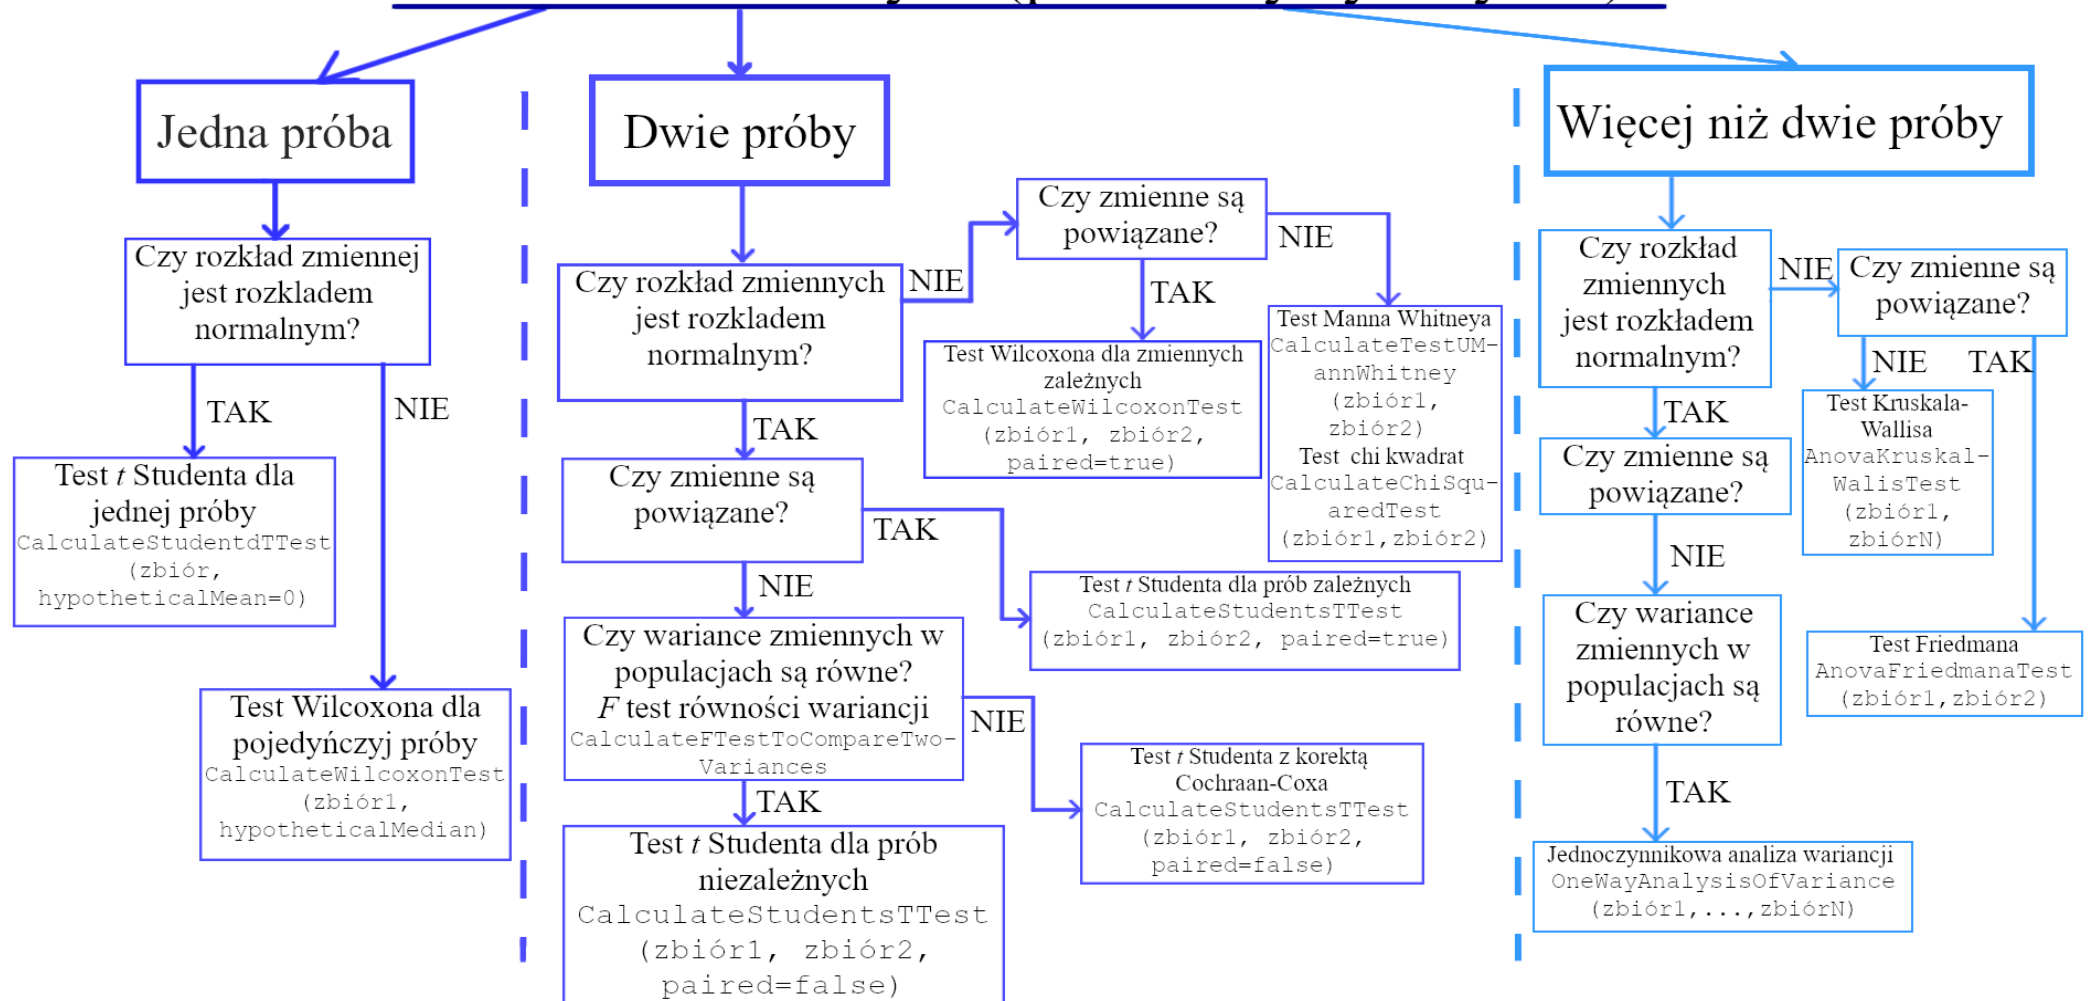 Jedna próba
Czy rozkład zmiennej
jest rozkladem
normalnym?
TAK
NIE
Test t Studenta dla
jednej próby
CalculateStudentdTTest
(zbiór,
hypotheticalMean=0)
Test Wilcoxona dla
pojedyńczyj próby
CalculateWilcoxonTest
(zbiór1,
hypotheticalMedian)
Dwie próby
Czy rozkład zmiennych
jest rozkladem
normalnym?
NIE
Czy zmienne są
powiązane?
NIE
TAK
Test Wilcoxona dla zmiennych
zależnych
CalculateWilcoxonTest
(zbiór1, zbiór2,
paired=true)
Test Manna Whitneya
CalculateTestUM-
annWhitney
(zbiór1,
zbiór2)
Test chi kwadrat
CalculateChiSqu-
aredTest
(zbiór1,zbiór2)
TAK
Czy zmienne są
powiązane?
TAK
Test t Studenta dla prób zależnych
CalculateStudentsTTest
(zbiór1, zbiór2, paired=true)
NIE
Czy wariance zmiennych w
populacjach są równe?
F test równości wariancji
CalculateFTestToCompareTwo-
Variances
NIE
Test t Studenta z korektą
Cochraan-Coxa
CalculateStudentsTTest
(zbiór1, zbiór2,
paired=false)
TAK
Test t Studenta dla prób
niezależnych
CalculateStudentsTTest
(zbiór1, zbiór2,
paired=false)
Więcej niż dwie próby
Czy rozkład
zmiennych
jest rozkładem
normalnym?
NIE
Czy zmienne są
powiązane?
NIE
TAK
Test Kruskala-
Wallisa
AnovaKruskal-
WalisTest
(zbiór1,
zbiórN)
Test Friedmana
AnovaFriedmanaTest
(zbiór1,zbiór2)
TAK
Czy zmienne są
powiązane?
NIE
Czy wariance
zmiennych w
populacjach są
równe?
TAK
Jednoczynnikowa analiza wariancji
OneWayAnalysisOfVariance
(zbiór1,...,zbiórN)